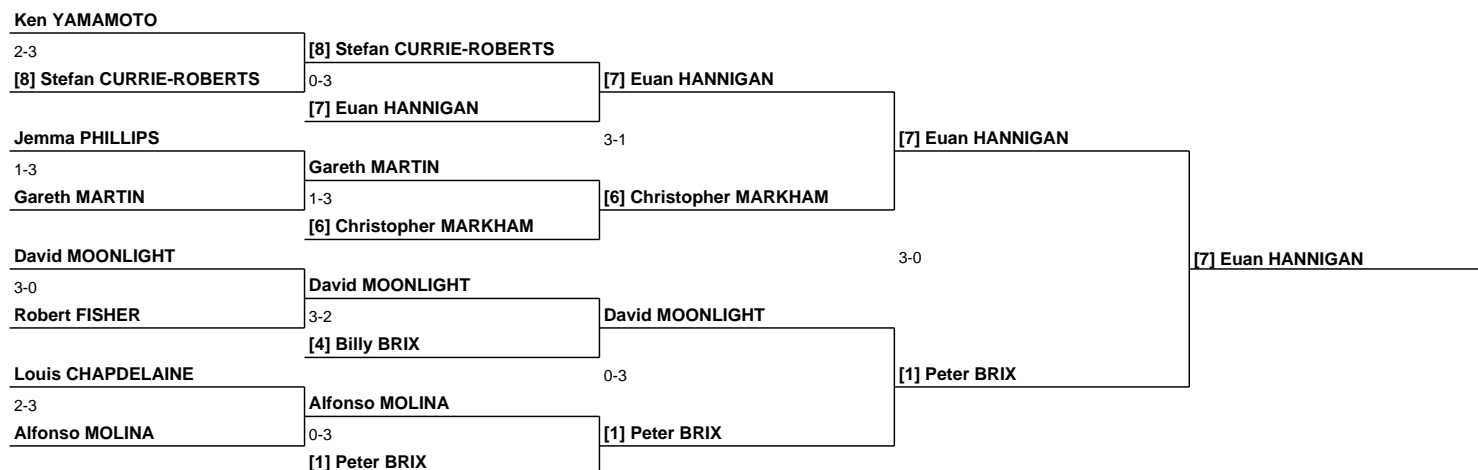 Ken YAMAMOTO
2-3
[8] Stefan CURRIE-ROBERTS
[8] Stefan CURRIE-ROBERTS
0-3
[7] Euan HANNIGAN
[7] Euan HANNIGAN
Jemma PHILLIPS
3-1
[7] Euan HANNIGAN
1-3
Gareth MARTIN
Gareth MARTIN
1-3
[6] Christopher MARKHAM
[6] Christopher MARKHAM
David MOONLIGHT
3-0
[7] Euan HANNIGAN
3-0
David MOONLIGHT
Robert FISHER
3-2
David MOONLIGHT
[4] Billy BRIX
Louis CHAPDELAINE
0-3
[1] Peter BRIX
2-3
Alfonso MOLINA
Alfonso MOLINA
0-3
[1] Peter BRIX
[1] Peter BRIX